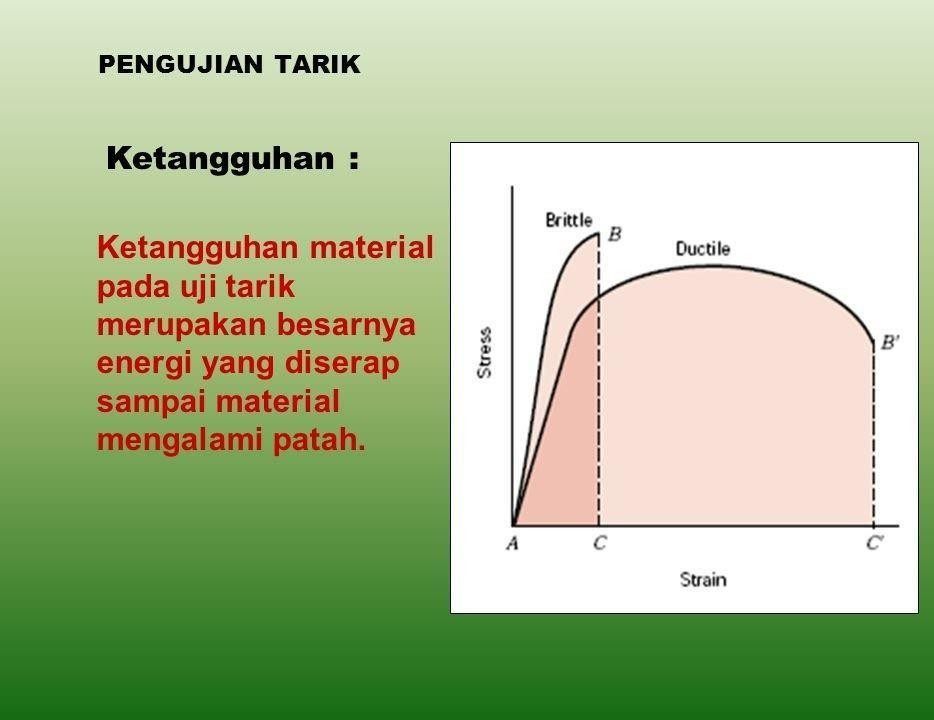 PENGUJIAN TARIK
Ketangguhan :
Ketangguhan material
pada uji tarik
merupakan besarnya
energi yang diserap
sampai material
mengalami patah.
Brittle
B
Ductile
B'
Stress
A
C
C'
Strain